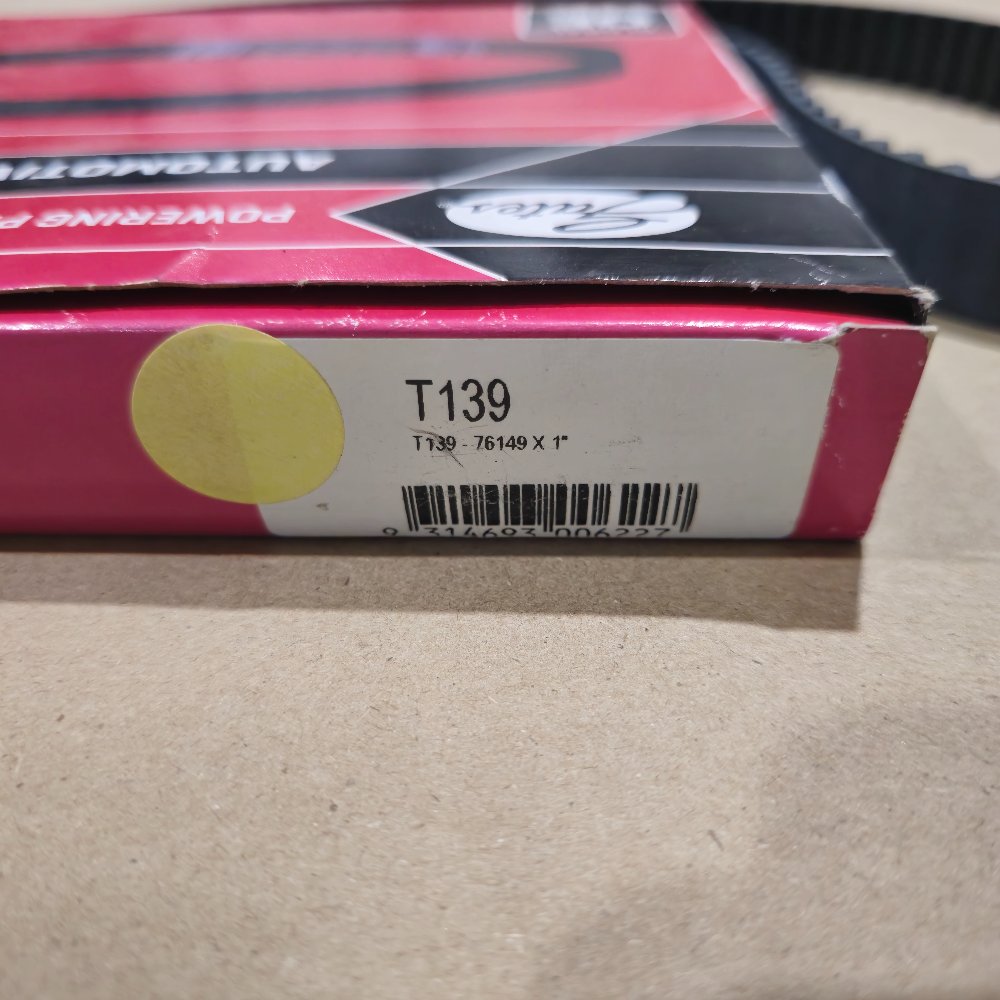 AUTOMOTIV
POWERING P
Gates
T139
T139 - 76149 X 1"
9 314693 006227